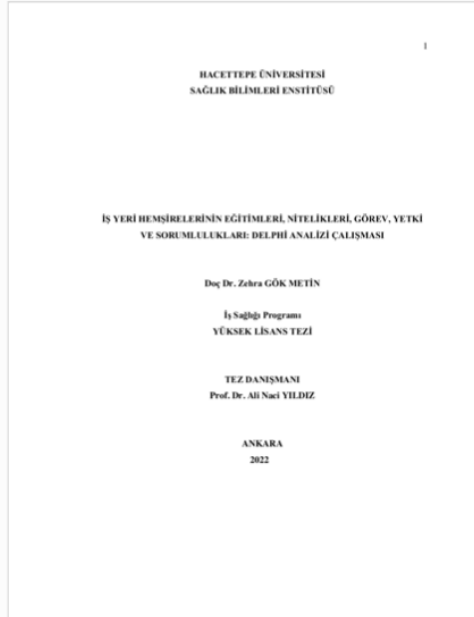 1
HACETTEPE ÜNİVERSİTESİ
SAĞLIK BİLİMLERİ ENSTİTÜSÜ
İŞ YERİ HEMŞİRELERİNİN EĞİTİMLERİ, NİTELİKLERİ, GÖREV, YETKİ
VE SORUMLULUKLARI: DELPHİ ANALİZİ ÇALIŞMASI
Doç Dr. Zehra GÖK METİN
İş Sağlığı Programı
YÜKSEK LİSANS TEZİ
TEZ DANIŞMANI
Prof. Dr. Ali Naci YILDIZ
ANKARA
2022